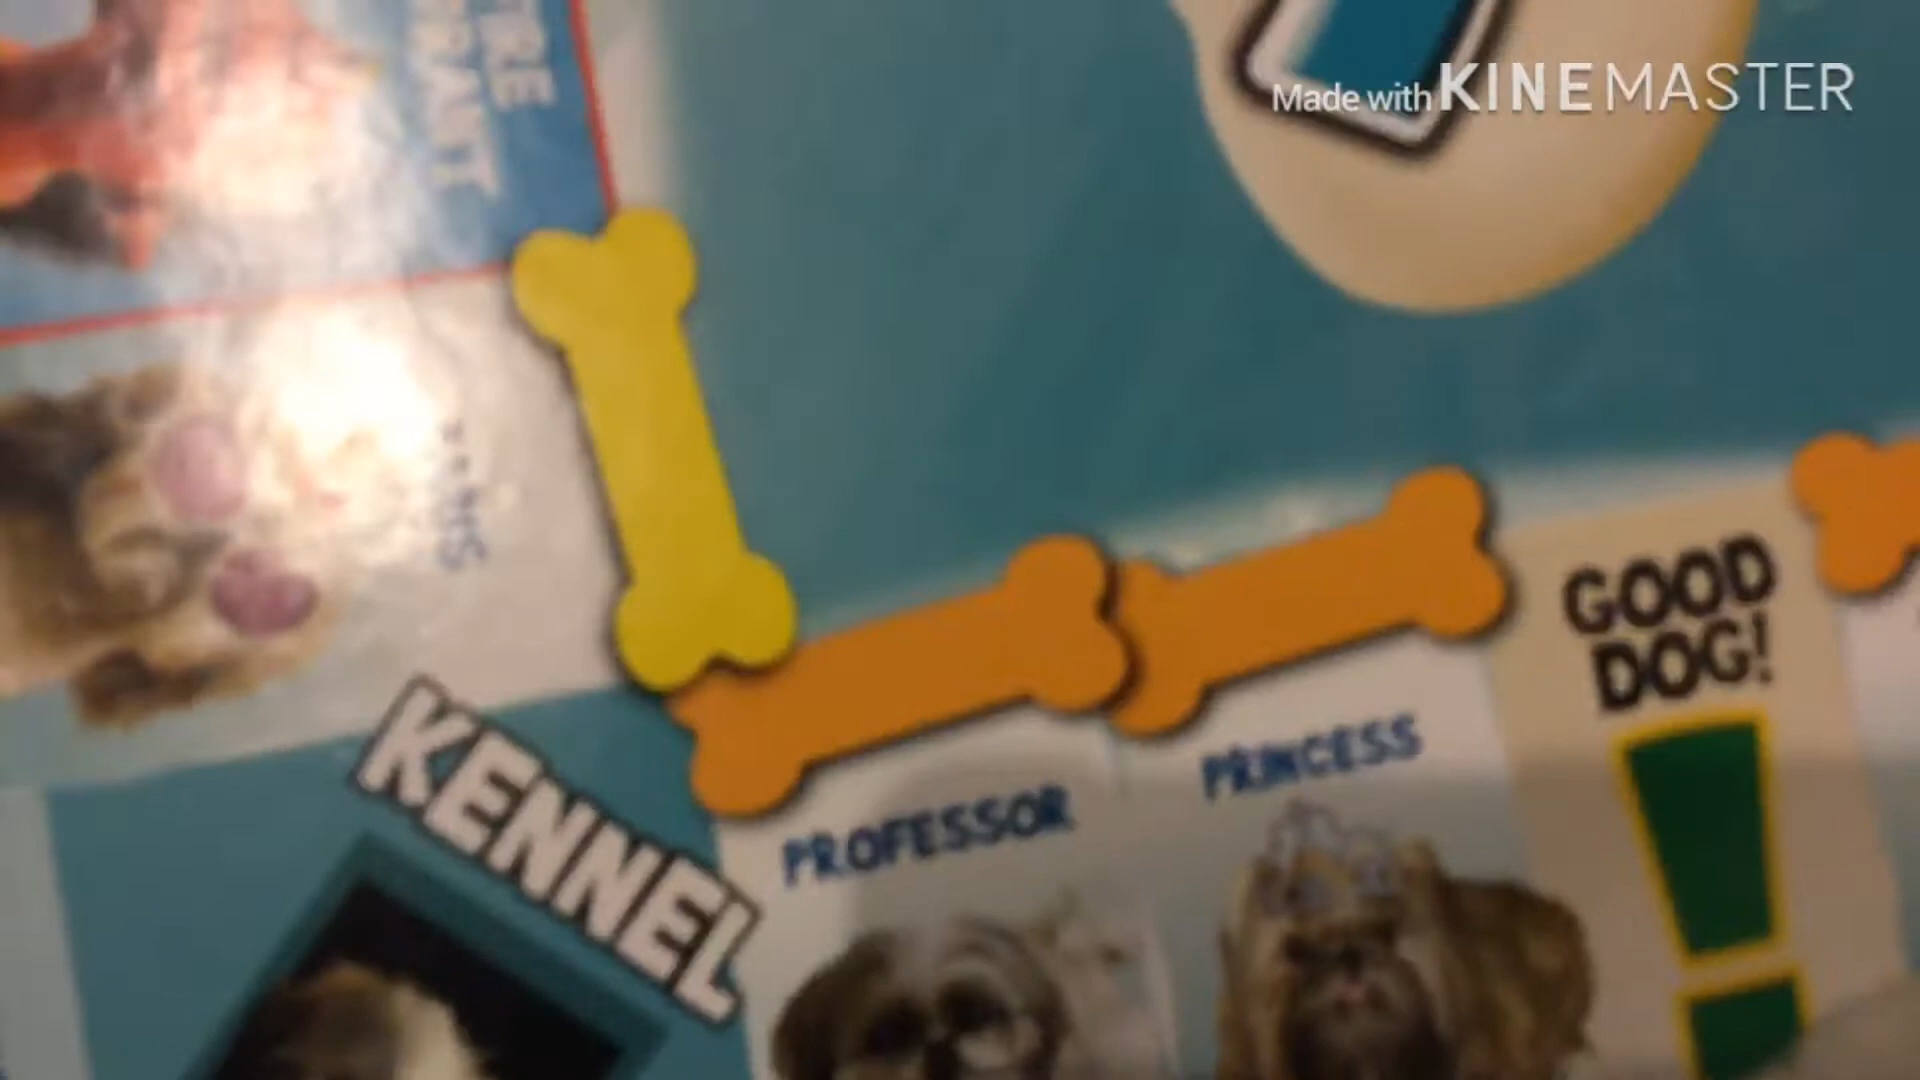 Made with KINEMASTER
GOOD
DOG!
PRINCESS
PROFESSOR
KENNEL